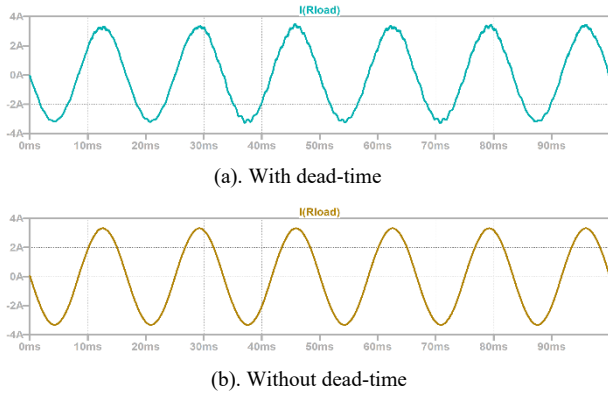 I(Rload)
4A
2A
0A
-2A
-4A
0ms 10ms 20ms 30ms 40ms 50ms 60ms 70ms 80ms 90ms
(a). With dead-time
I(Rload)
4A
2A
0A
-2A
-4A
0ms 10ms 20ms 30ms 40ms 50ms 60ms 70ms 80ms 90ms
(b). Without dead-time